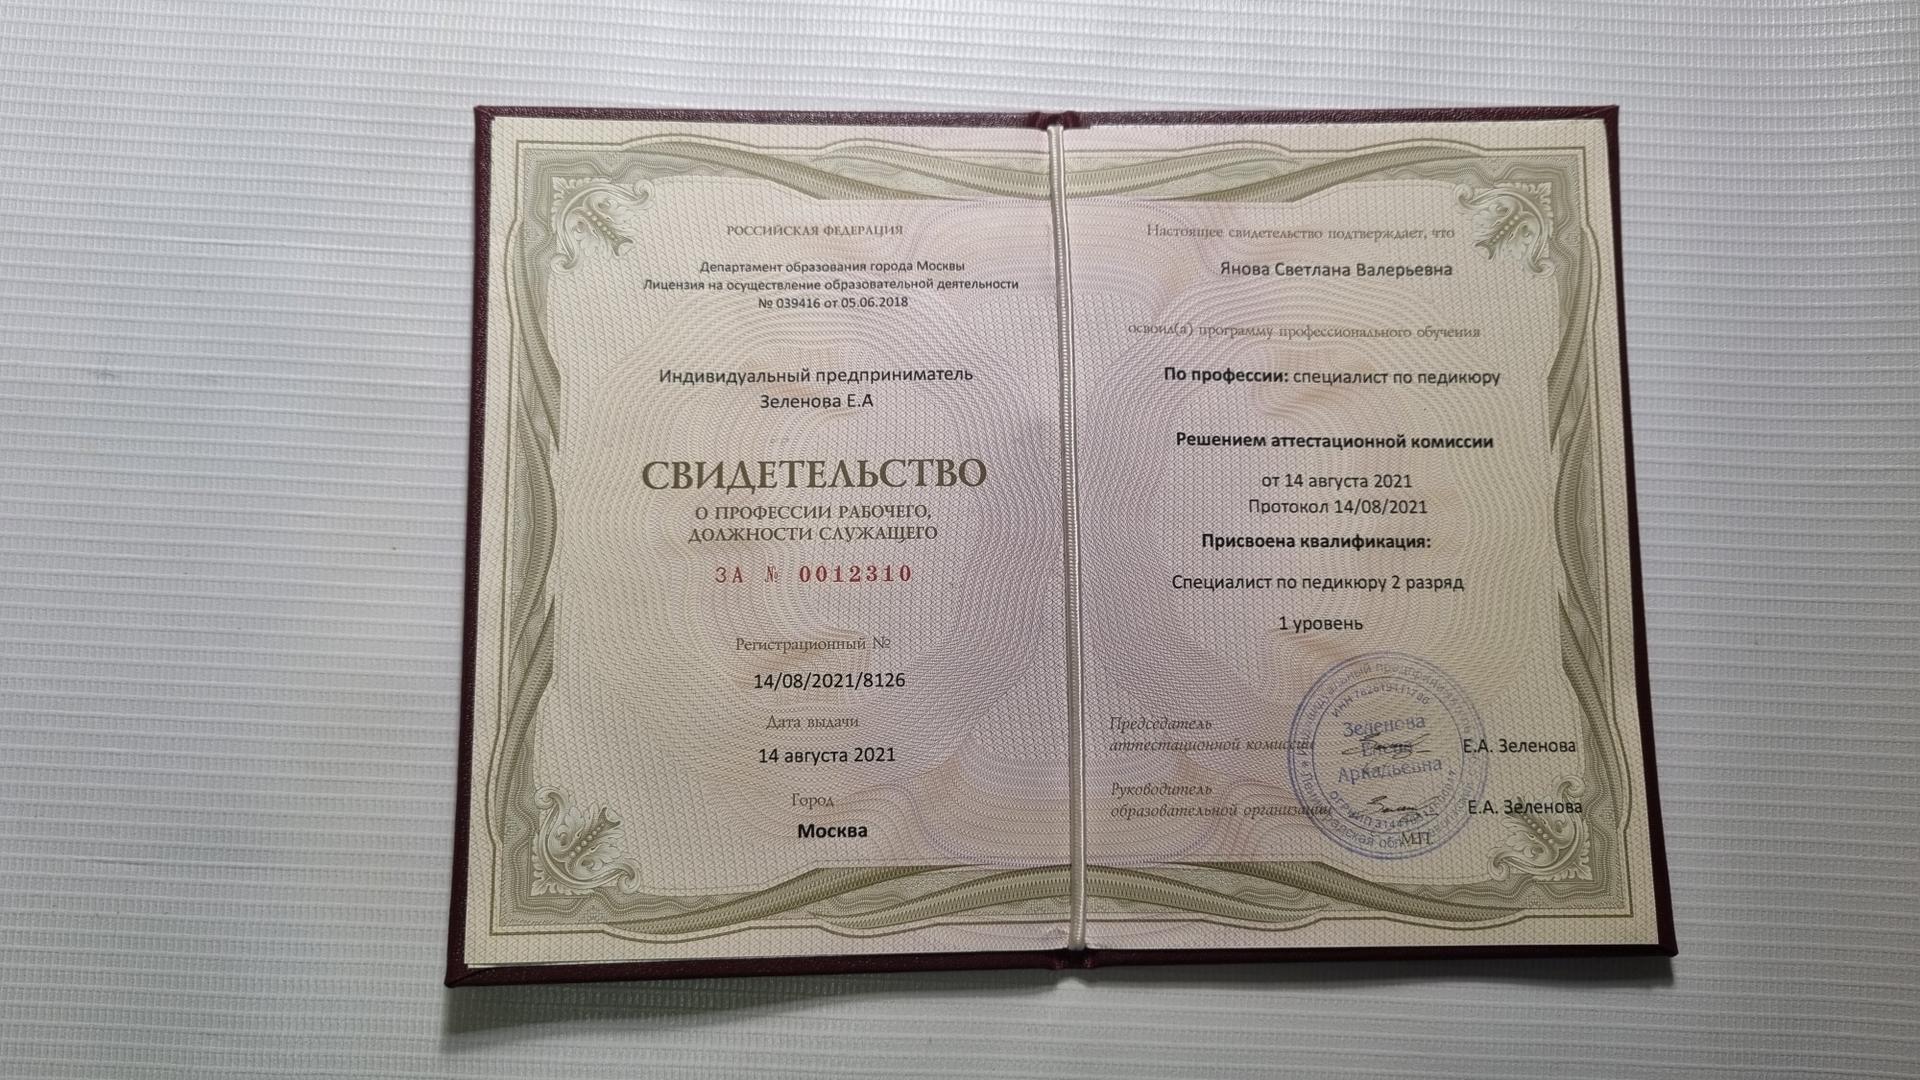 РОССИЙСКАЯ ФЕДЕРАЦИЯ
Департамент образования города Москвы
Лицензия на осуществление образовательной деятельности
№ 039416 от 05.06.2018
Индивидуальный предприниматель
Зеленова Е.А
СВИДЕТЕЛЬСТВО
О ПРОФЕССИИ РАБОЧЕГО,
ДОЛЖНОСТИ СЛУЖАЩЕГО
ЗА № 0012310
Регистрационный №
14/08/2021/8126
Дата выдачи
14 августа 2021
Город
Москва
Настоящее свидетельство подтверждает, что
Янова Светлана Валерьевна
освоил(а) программу профессионального обучения
По профессии: специалист по педикюру
Решением аттестационной комиссии
от 14 августа 2021
Протокол 14/08/2021
Присвоена квалификация:
Специалист по педикюру 2 разряд
1 уровень
Председатель
аттестационной комиссии
Е.А. Зеленова
Руководитель
образовательной организации
Е.А. Зеленова
М.П.
Индивидуальный предприниматель
Зеленова
Елена
Аркадьевна